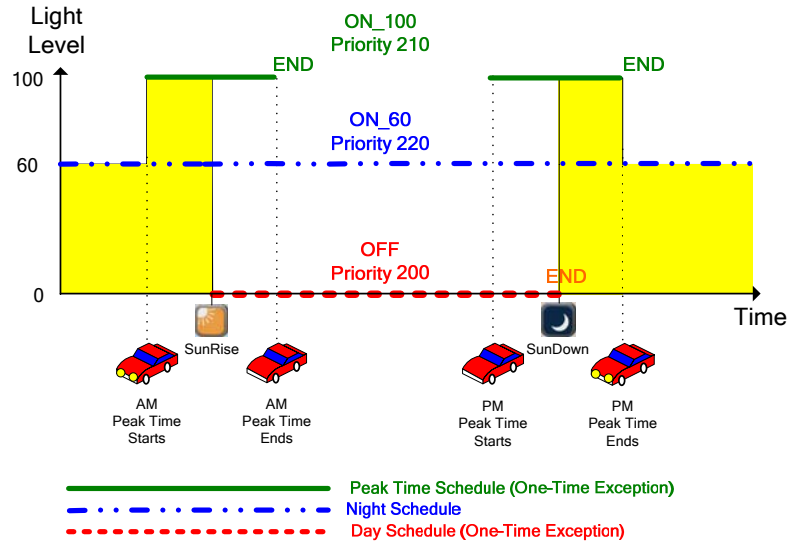 Light
Level
ON_100
Priority 210
END
END
100
ON_60
Priority 220
60
OFF
Priority 200
END
0
Time
SunRise
SunDown
AM
Peak Time
Starts
AM
Peak Time
Ends
PM
Peak Time
Starts
PM
Peak Time
Ends
Peak Time Schedule (One-Time Exception)
Night Schedule
Day Schedule (One-Time Exception)